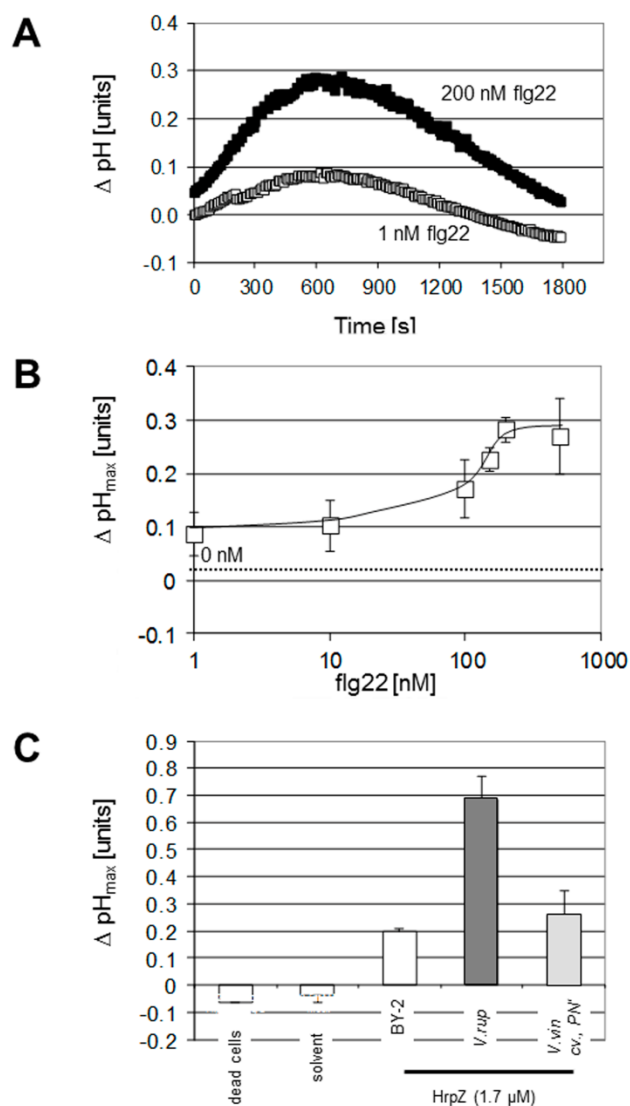 A
Δ pH [units]
0.4
0.3
0.2
0.1
0.0
-0.1
200 nM flg22
1 nM flg22
0 300 600 900 1200 1500 1800
Time [s]
B
Δ pHmax [units]
0.4
0.3
0.2
0.1
0
-0.1
0 nM
1 10 100 1000
flg22 [nM]
C
Δ pHmax [units]
0.9
0.8
0.7
0.6
0.5
0.4
0.3
0.2
0.1
0
-0.1
-0.2
dead cells
solvent
BY-2
V.rup
V.vin
cv., PN"
HrpZ (1.7 µM)